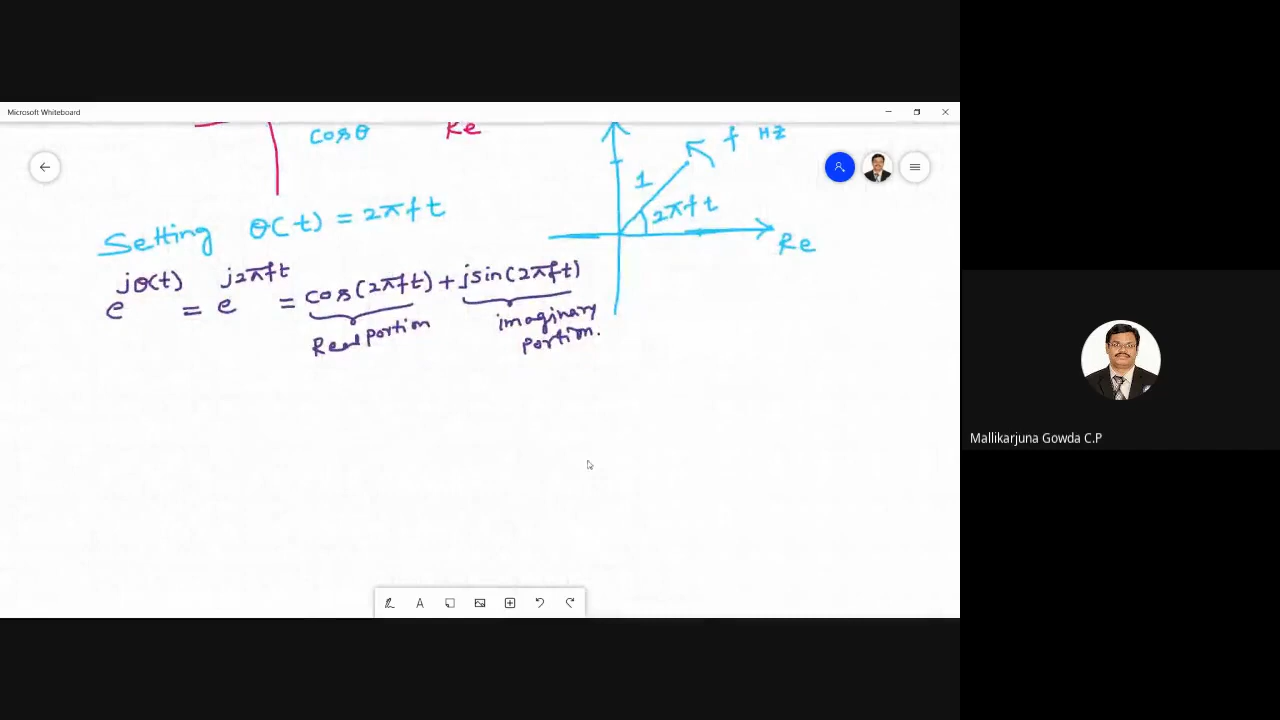 Microsoft Whiteboard
cosθ
Re
f Hz
1
2πft
Re
Setting θ(t) = 2πft
e^jθ(t) = e^j2πft = cos(2πft) + jsin(2πft)
Real portion
imaginary
portion.
A
Mallikarjuna Gowda C.P